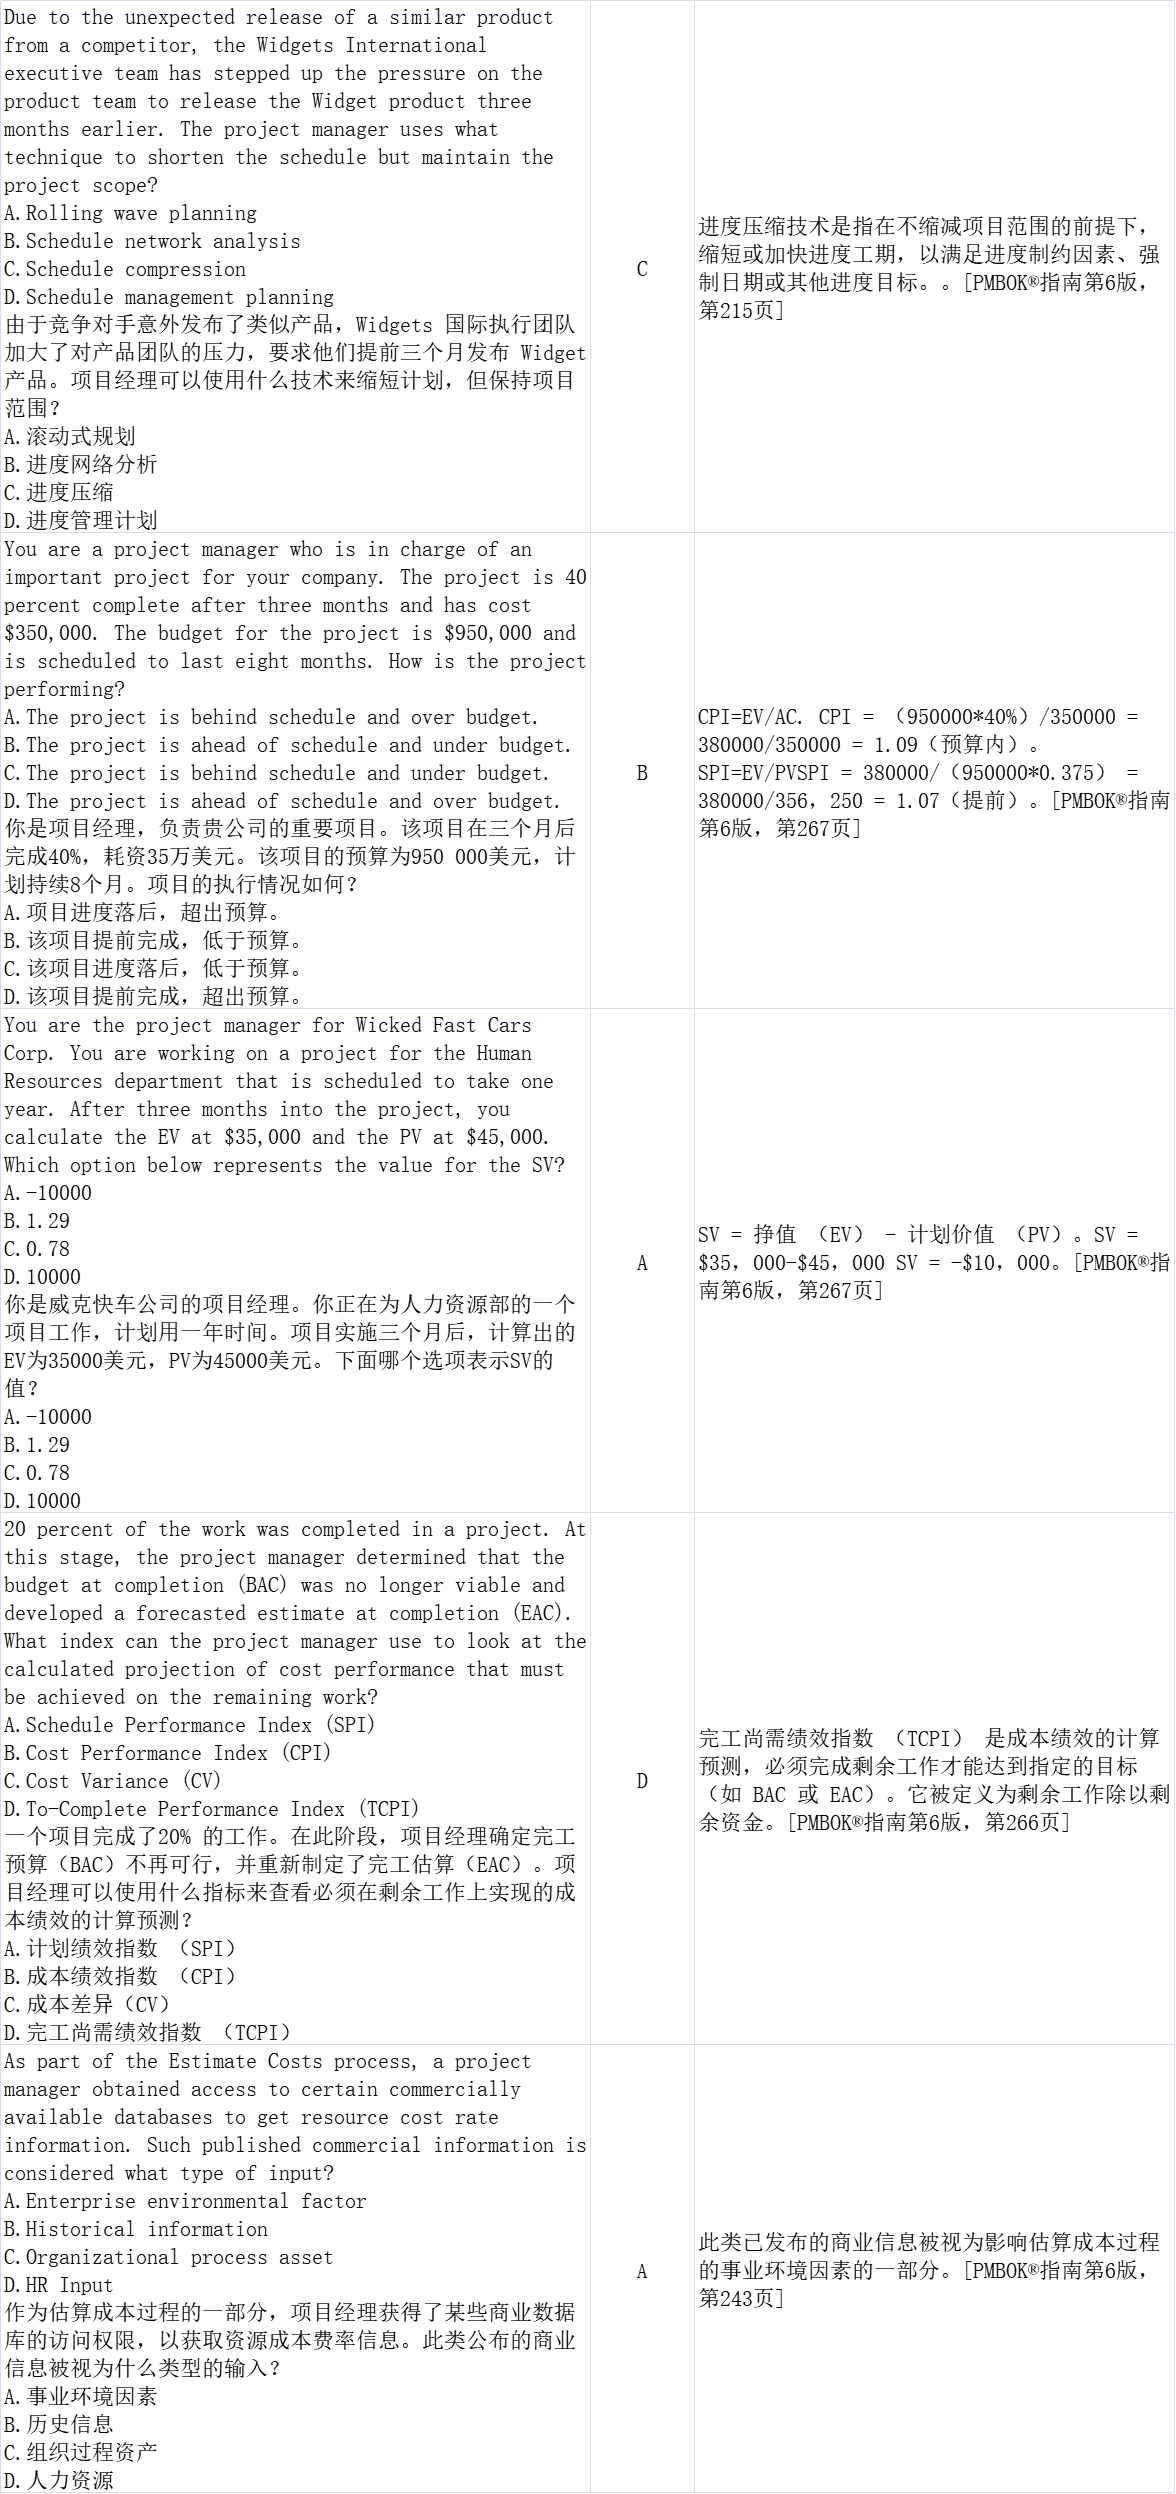 Due to the unexpected release of a similar product
from a competitor, the Widgets International
executive team has stepped up the pressure on the
product team to release the Widget product three
months earlier. The project manager uses what
technique to shorten the schedule but maintain the
project scope?
A.Rolling wave planning
B.Schedule network analysis
C.Schedule compression
D.Schedule management planning
由于竞争对手意外发布了类似产品，Widgets 国际执行团队
加大了对产品团队的压力，要求他们提前三个月发布 Widget
产品。项目经理可以使用什么技术来缩短计划，但保持项目
范围？
A.滚动式规划
B.进度网络分析
C.进度压缩
D.进度管理计划
C
进度压缩技术是指在不缩减项目范围的前提下，
缩短或加快进度工期，以满足进度制约因素、强
制日期或其他进度目标。。[PMBOK®指南第6版，
第215页]
You are a project manager who is in charge of an
important project for your company. The project is 40
percent complete after three months and has cost
$350,000. The budget for the project is $950,000 and
is scheduled to last eight months. How is the project
performing?
A.The project is behind schedule and over budget.
B.The project is ahead of schedule and under budget.
C.The project is behind schedule and under budget.
D.The project is ahead of schedule and over budget.
你是项目经理，负责贵公司的重要项目。该项目在三个月后
完成40%，耗资35万美元。该项目的预算为950 000美元，计
划持续8个月。项目的执行情况如何？
A.项目进度落后，超出预算。
B.该项目提前完成，低于预算。
C.该项目进度落后，低于预算。
D.该项目提前完成，超出预算。
B
CPI=EV/AC. CPI = （950000*40%）/350000 =
380000/350000 = 1.09（预算内）。
SPI=EV/PVSPI = 380000/（950000*0.375） =
380000/356，250 = 1.07（提前）。[PMBOK®指南
第6版，第267页]
You are the project manager for Wicked Fast Cars
Corp. You are working on a project for the Human
Resources department that is scheduled to take one
year. After three months into the project, you
calculate the EV at $35,000 and the PV at $45,000.
Which option below represents the value for the SV?
A.-10000
B.1.29
C.0.78
D.10000
你是威克快车公司的项目经理。你正在为人力资源部的一个
项目工作，计划用一年时间。项目实施三个月后，计算出的
EV为35000美元，PV为45000美元。下面哪个选项表示SV的
值？
A.-10000
B.1.29
C.0.78
D.10000
A
SV = 挣值 （EV） - 计划价值 （PV）。SV =
$35，000-$45，000 SV = -$10，000。[PMBOK®指
南第6版，第267页]
20 percent of the work was completed in a project. At
this stage, the project manager determined that the
budget at completion (BAC) was no longer viable and
developed a forecasted estimate at completion (EAC).
What index can the project manager use to look at the
calculated projection of cost performance that must
be achieved on the remaining work?
A.Schedule Performance Index (SPI)
B.Cost Performance Index (CPI)
C.Cost Variance (CV)
D.To-Complete Performance Index (TCPI)
一个项目完成了20% 的工作。在此阶段，项目经理确定完工
预算（BAC）不再可行，并重新制定了完工估算（EAC）。项
目经理可以使用什么指标来查看必须在剩余工作上实现的成
本绩效的计算预测？
A.计划绩效指数 （SPI）
B.成本绩效指数 （CPI）
C.成本差异（CV）
D.完工尚需绩效指数 （TCPI）
D
完工尚需绩效指数 （TCPI） 是成本绩效的计算
预测，必须完成剩余工作才能达到指定的目标
（如 BAC 或 EAC）。它被定义为剩余工作除以剩
余资金。[PMBOK®指南第6版，第266页]
As part of the Estimate Costs process, a project
manager obtained access to certain commercially
available databases to get resource cost rate
information. Such published commercial information is
considered what type of input?
A.Enterprise environmental factor
B.Historical information
C.Organizational process asset
D.HR Input
作为估算成本过程的一部分，项目经理获得了某些商业数据
库的访问权限，以获取资源成本费率信息。此类公布的商业
信息被视为什么类型的输入？
A.事业环境因素
B.历史信息
C.组织过程资产
D.人力资源
A
此类已发布的商业信息被视为影响估算成本过程
的事业环境因素的一部分。[PMBOK®指南第6版，
第243页]